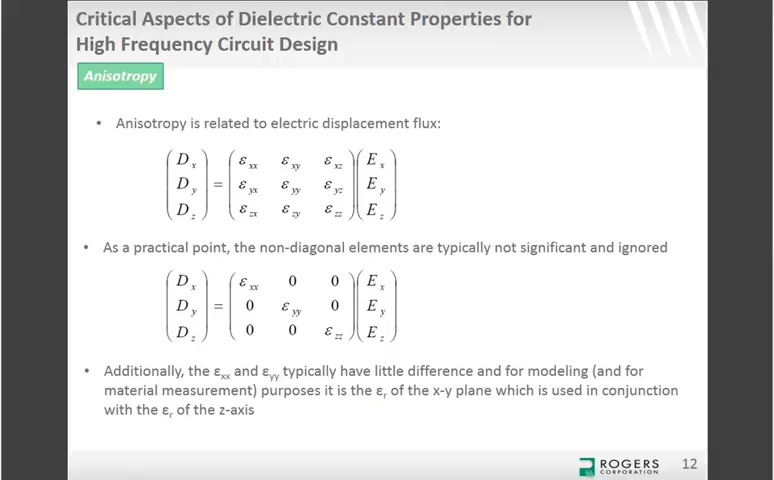 Critical Aspects of Dielectric Constant Properties for
High Frequency Circuit Design
Anisotropy
• Anisotropy is related to electric displacement flux:
D x ε xx ε xy ε xz E x
D y = ε yx ε yy ε yz E y
D z ε zx ε zy ε zz E z
• As a practical point, the non-diagonal elements are typically not significant and ignored
D x ε xx 0 0 E x
D y = 0 ε yy 0 E y
D z 0 0 ε zz E z
• Additionally, the εxx and εyy typically have little difference and for modeling (and for
material measurement) purposes it is the εr of the x-y plane which is used in conjunction
with the εr of the z-axis
ROGERS
CORPORATION
12